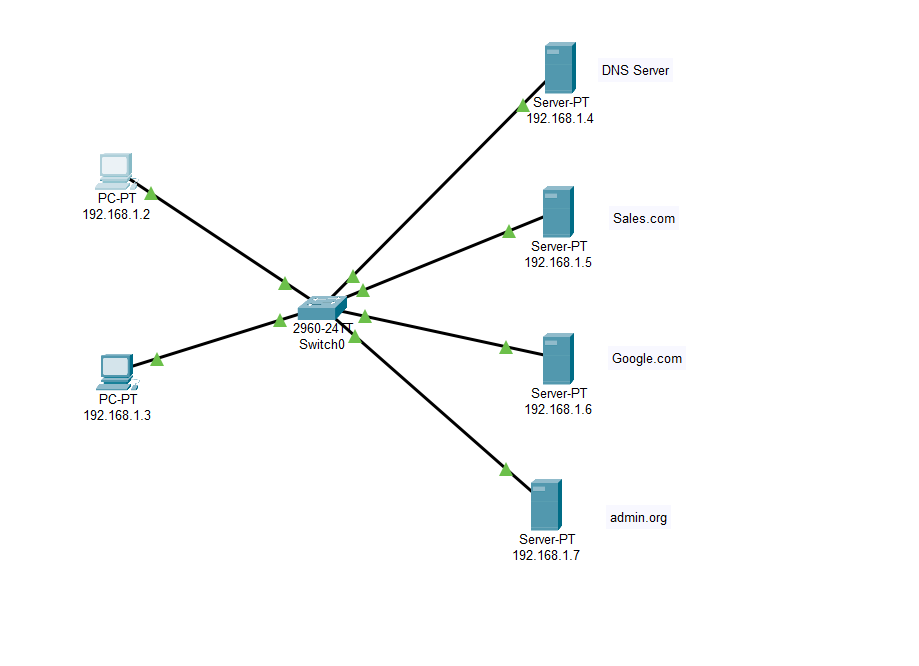 DNS Server
Server-PT
192.168.1.4
PC-PT
192.168.1.2
Sales.com
Server-PT
192.168.1.5
2960-24TT
Switch0
Google.com
Server-PT
192.168.1.6
PC-PT
192.168.1.3
admin.org
Server-PT
192.168.1.7